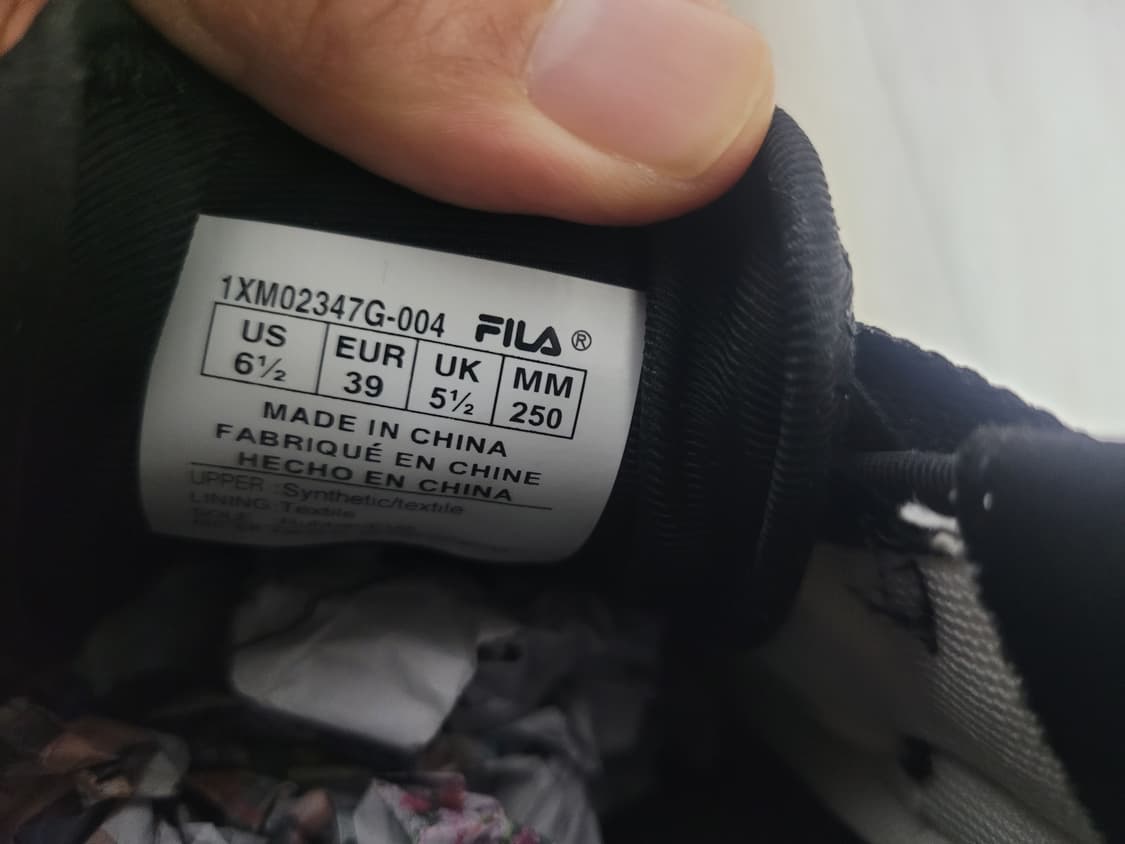 1XM02347G-004 FILA®
US EUR UK MM
6½ 39 5½ 250
MADE IN CHINA
FABRIQUÉ EN CHINE
HECHO EN CHINA
UPPER :Synthetic/textile
LINING:Textile
SOLE: